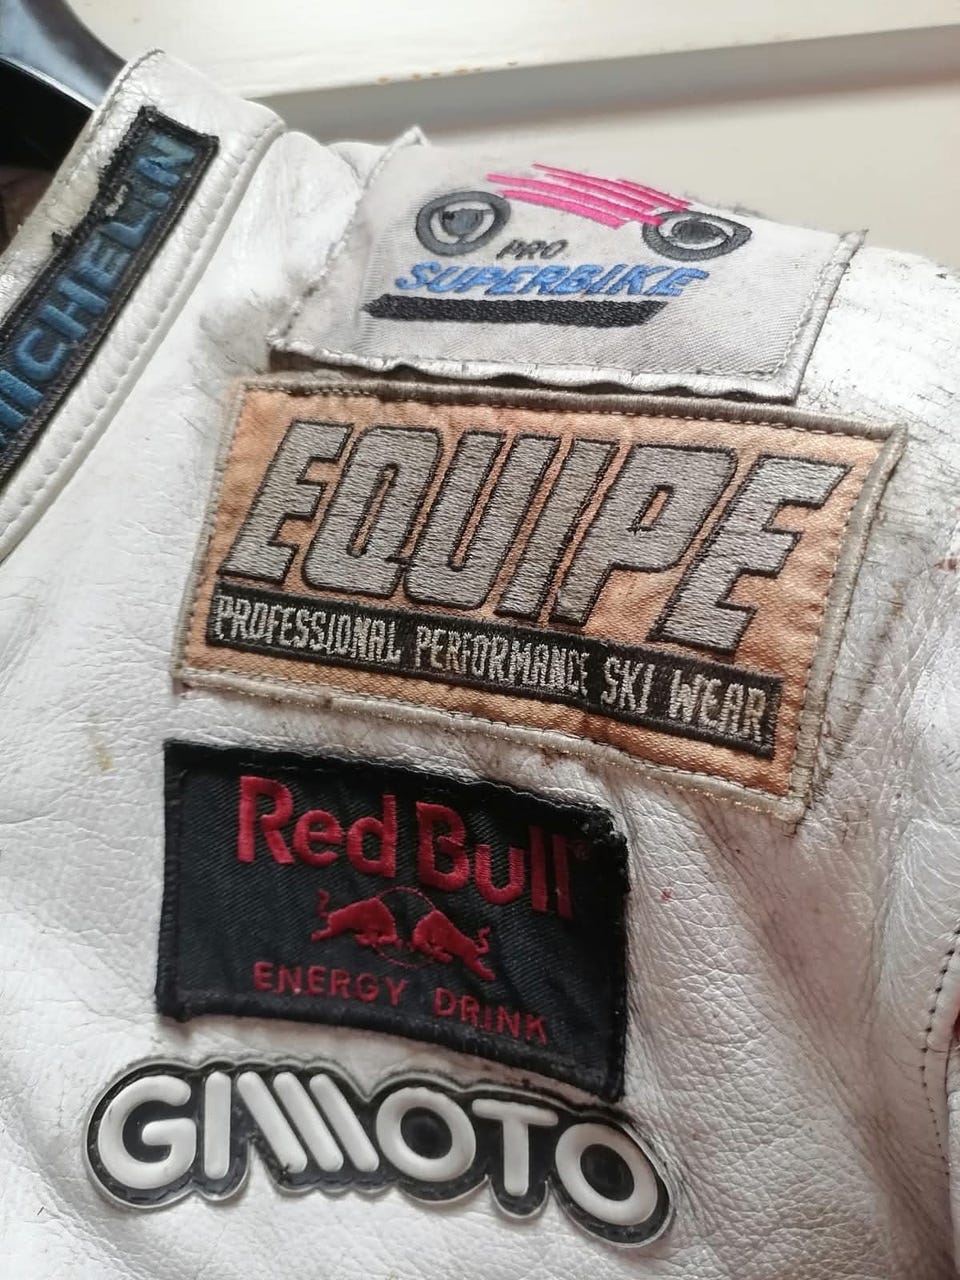 MICHELIN
PRO
SUPERBIKE
EQUIPE
PROFESSIONAL PERFORMANCE SKI WEAR
Red Bull
ENERGY DRINK
GIMOTO